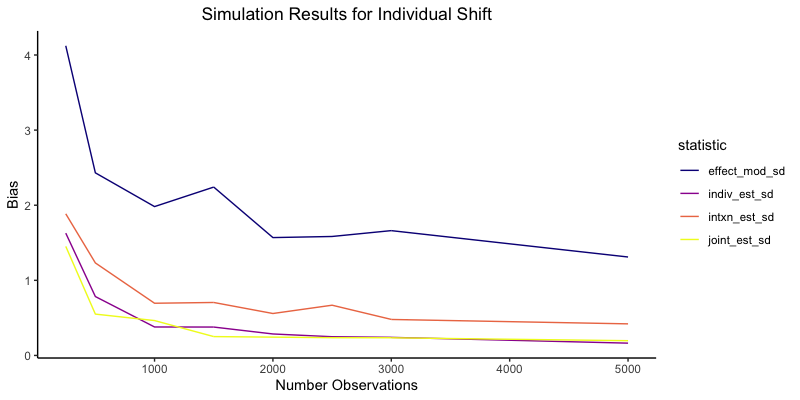 Simulation Results for Individual Shift
Bias
4
3
2
1
0
1000 2000 3000 4000 5000
Number Observations
statistic
effect_mod_sd
indiv_est_sd
intxn_est_sd
joint_est_sd